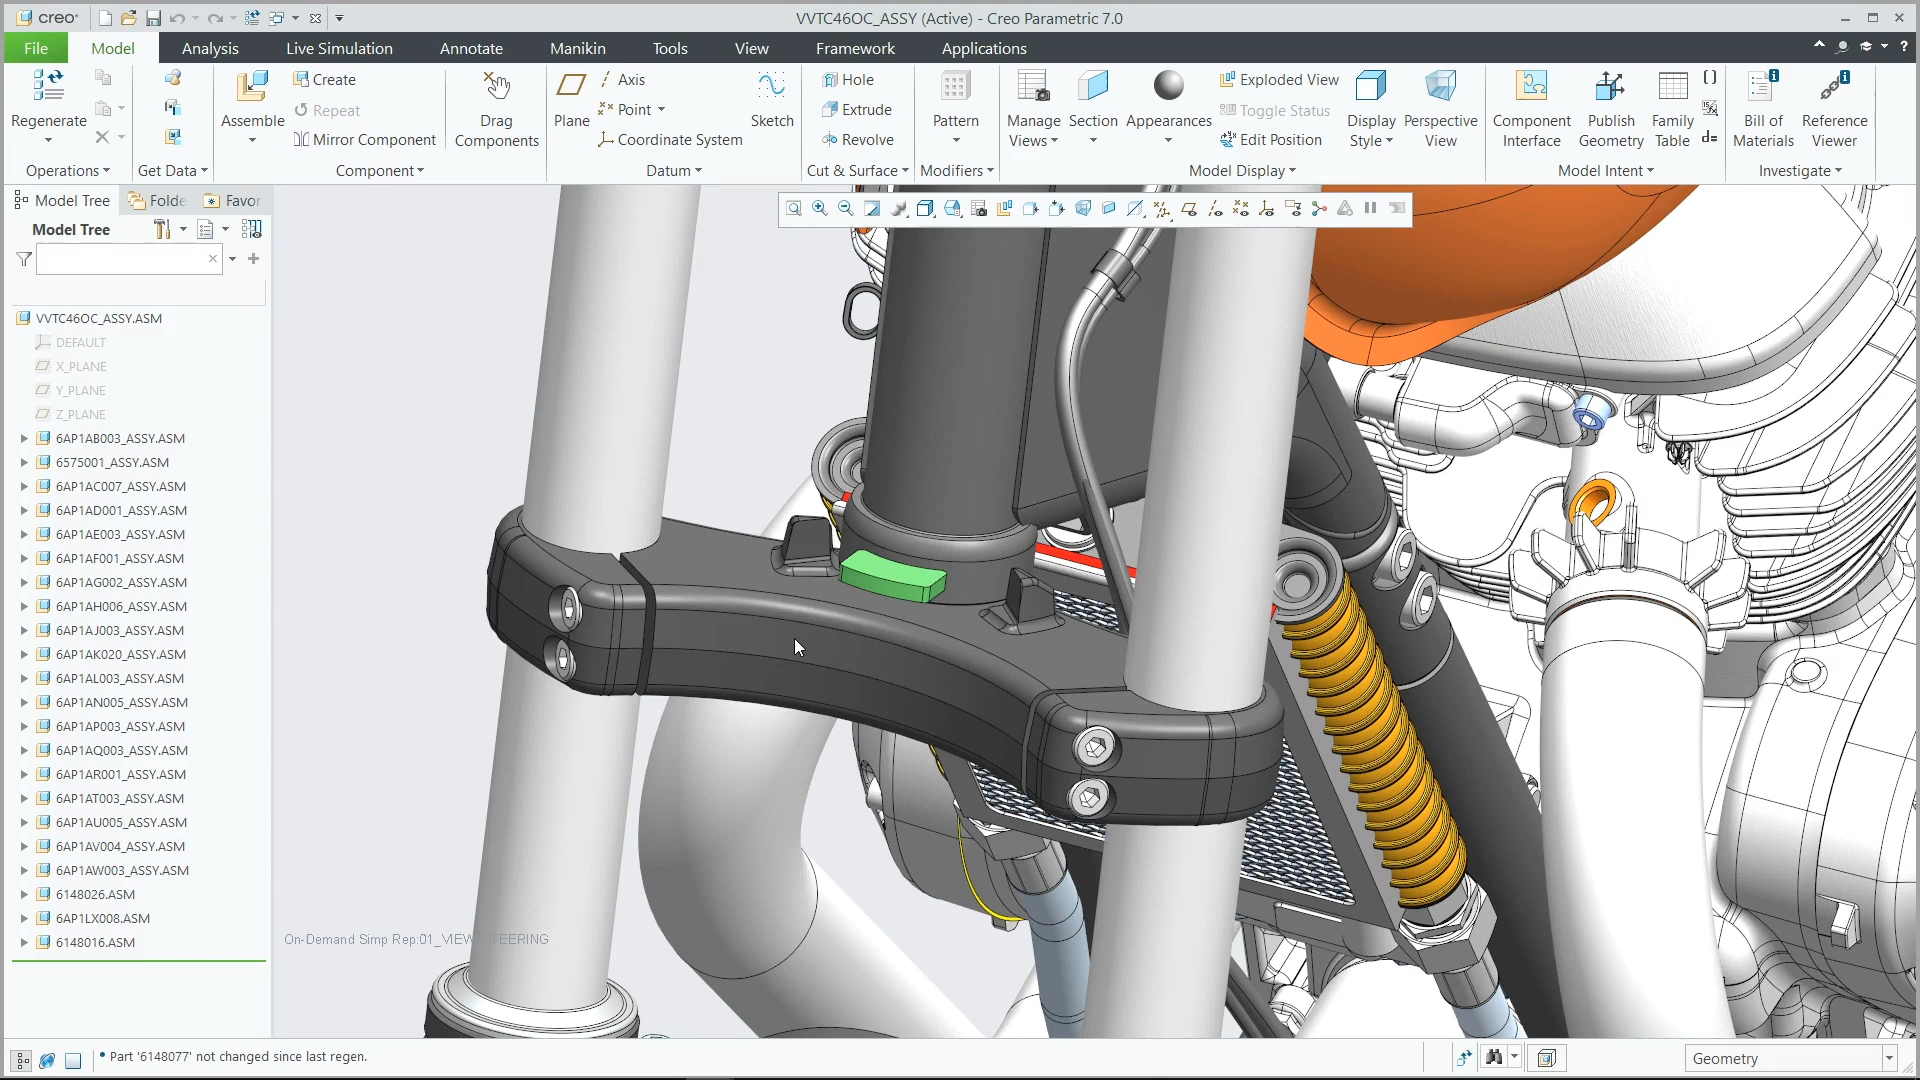 creo
VVTC46OC_ASSY (Active) - Creo Parametric 7.0
File
Model
Analysis
Live Simulation
Annotate
Manikin
Tools
View
Framework
Applications
Regenerate
Operations
Get Data
Assemble
Create
Repeat
Mirror Component
Component
Drag
Components
Plane
Axis
Point
Coordinate System
Sketch
Datum
Hole
Extrude
Revolve
Cut & Surface
Pattern
Modifiers
Manage
Views
Section
Appearances
Exploded View
Toggle Status
Edit Position
Display
Style
Perspective
View
Model Display
Component
Interface
Publish
Geometry
Family
Table
Model Intent
Bill of
Materials
Reference
Viewer
Investigate
Model Tree
Folde
Favor
Model Tree
VVTC46OC_ASSY.ASM
DEFAULT
X_PLANE
Y_PLANE
Z_PLANE
6AP1AB003_ASSY.ASM
6575001_ASSY.ASM
6AP1AC007_ASSY.ASM
6AP1AD001_ASSY.ASM
6AP1AE003_ASSY.ASM
6AP1AF001_ASSY.ASM
6AP1AG002_ASSY.ASM
6AP1AH006_ASSY.ASM
6AP1AJ003_ASSY.ASM
6AP1AK020_ASSY.ASM
6AP1AL003_ASSY.ASM
6AP1AN005_ASSY.ASM
6AP1AP003_ASSY.ASM
6AP1AQ003_ASSY.ASM
6AP1AR001_ASSY.ASM
6AP1AT003_ASSY.ASM
6AP1AU005_ASSY.ASM
6AP1AV004_ASSY.ASM
6AP1AW003_ASSY.ASM
6148026.ASM
6AP1LX008.ASM
6148016.ASM
On-Demand Simp Rep:01_VIEW_STEERING
• Part '6148077' not changed since last regen.
Geometry